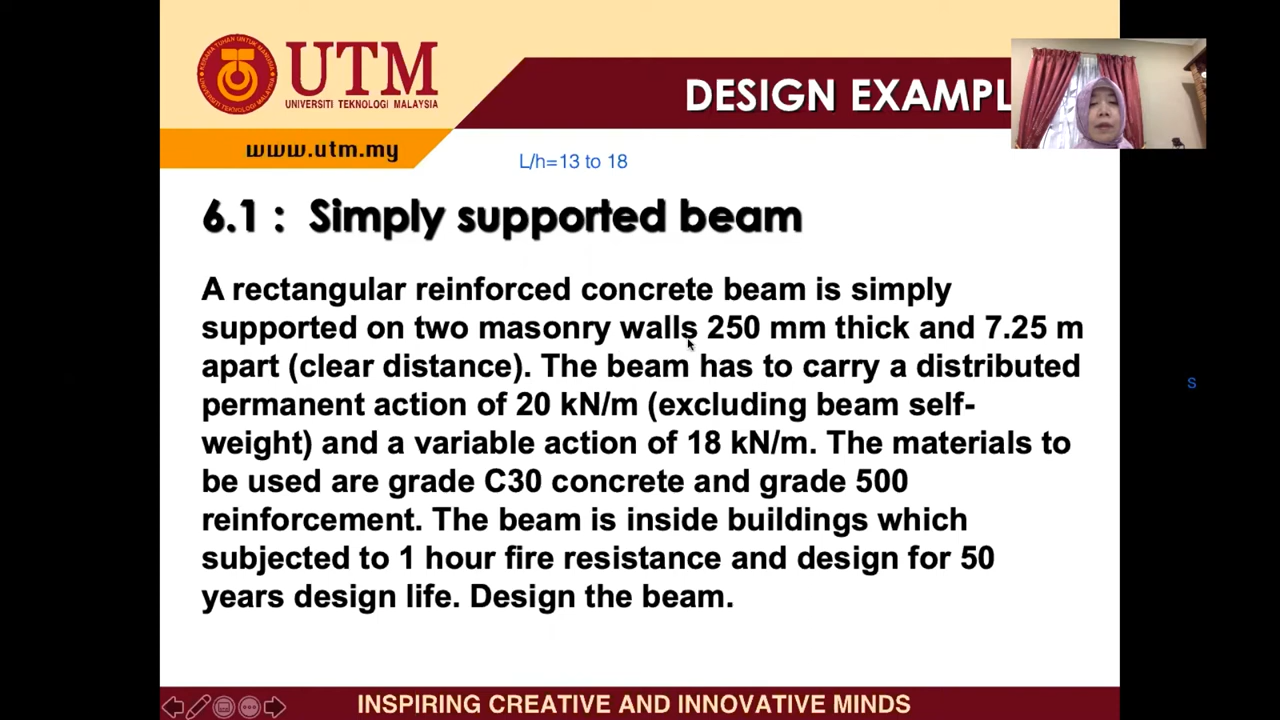 UTM
UNIVERSITI TEKNOLOGI MALAYSIA
DESIGN EXAMPL
www.utm.my
L/h=13 to 18
6.1 : Simply supported beam
A rectangular reinforced concrete beam is simply
supported on two masonry walls 250 mm thick and 7.25 m
apart (clear distance). The beam has to carry a distributed
permanent action of 20 kN/m (excluding beam self-
weight) and a variable action of 18 kN/m. The materials to
be used are grade C30 concrete and grade 500
reinforcement. The beam is inside buildings which
subjected to 1 hour fire resistance and design for 50
years design life. Design the beam.
s
INSPIRING CREATIVE AND INNOVATIVE MINDS